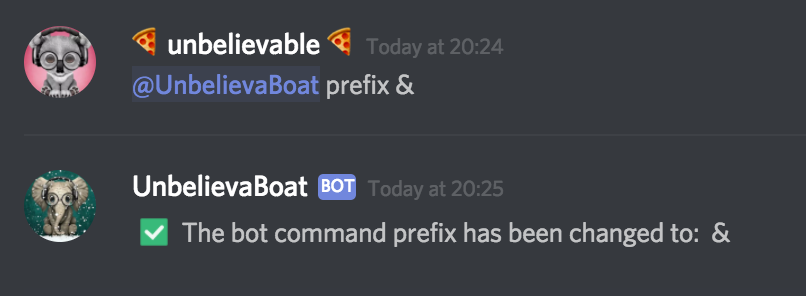 🍕 unbelievable 🍕 Today at 20:24
@UnbelievaBoat prefix &
UnbelievaBoat BOT Today at 20:25
✅ The bot command prefix has been changed to: &